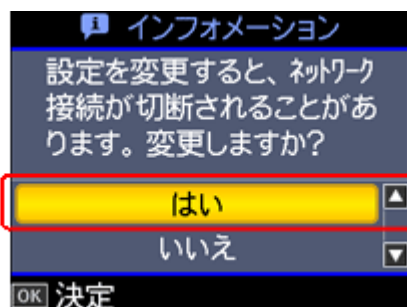 インフォメーション
設定を変更すると、ﾈｯﾄﾜｰｸ
接続が切断されることがあ
ります。変更しますか?
はい
いいえ
OK 決定